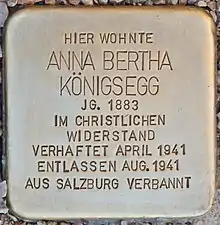 HIER WOHNTE
ANNA BERTHA
KÖNIGSEGG
JG. 1883
IM CHRISTLICHEN
WIDERSTAND
VERHAFTET APRIL 1941
ENTLASSEN AUG. 1941
AUS SALZBURG VERBANNT